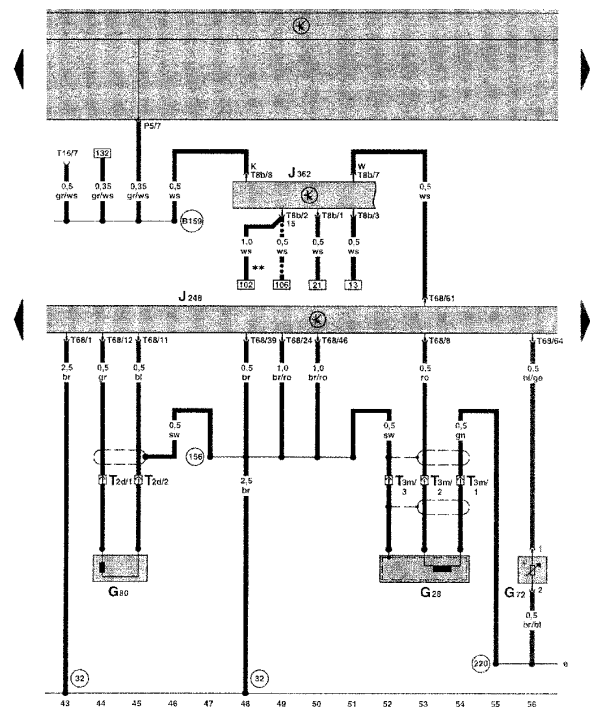 P5/7
T16/7
132
K
T8b/8
J 362
W
T8b/7
0,5
gr/ws
0,35
gr/ws
0,35
gr/ws
0,5
ws
0,5
ws
B159
T8b/2
15
T8b/1
T8b/3
1,0
ws
**
0,5
ws
0,5
ws
0,5
ws
102
106
21
13
J 248
T68/61
T68/1
T68/12
T68/11
T68/39
T68/24
T68/46
T68/8
T68/64
2,5
br
0,5
gr
0,5
bl
0,5
br
1,0
br/ro
1,0
br/ro
0,5
ro
0,5
bl/ge
0,5
sw
156
0,5
sw
0,5
gn
T2d/1
T2d/2
2,5
br
T3m/
3
T3m/
2
T3m/
1
G80
G28
G72
1
2
0,5
br/bl
32
32
220
e
43 44 45 46 47 48 49 50 51 52 53 54 55 56